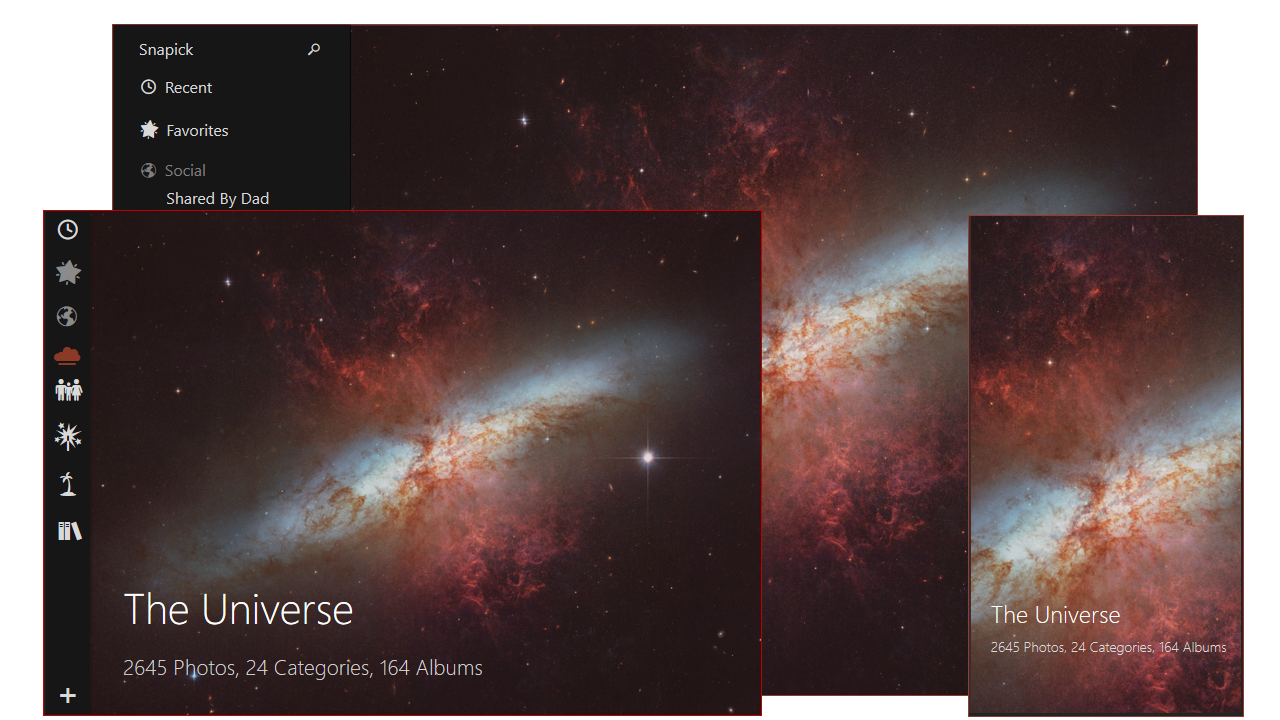 Snapick
Recent
Favorites
Social
Shared By Dad
The Universe
2645 Photos, 24 Categories, 164 Albums
The Universe
2645 Photos, 24 Categories, 164 Albums